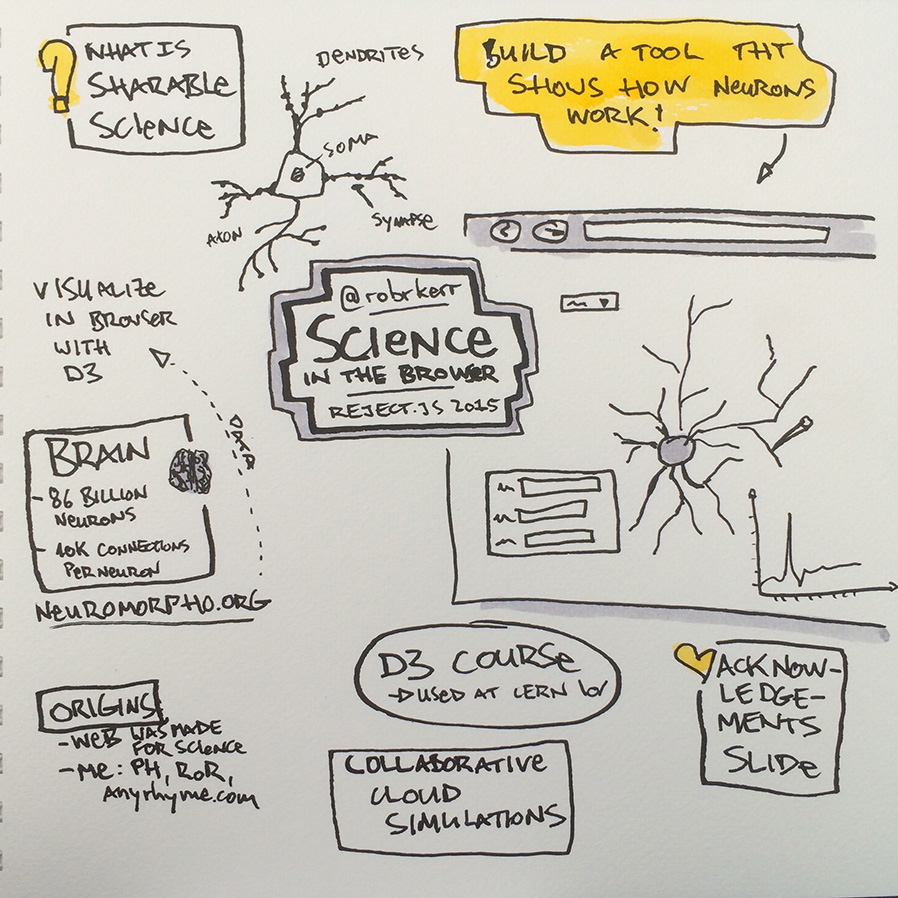 WHAT IS
SHARABLE
SCIENCE
DENDRITES
SOMA
SYNAPSE
AXON
BUILD A TOOL THT
SHOWS HOW NEURONS
WORK!
@robrkerr
SCIENCE
IN THE BROWSER
REJECT.JS 2015
VISUALIZE
IN BROWSER
WITH
D3
DATA
BRAIN
- 86 BILLION
NEURONS
- 10K CONNECTIONS
PER NEURON
NEUROMORPHO.ORG
ORIGINS
- WEB WAS MADE
FOR SCIENCE
- ME: PH, ROR,
Anyrhyme.com
D3 COURSE
USED AT CERN
COLLABORATIVE
CLOUD
SIMULATIONS
ACKNOW-
LEDGE-
MENTS
SLIDE